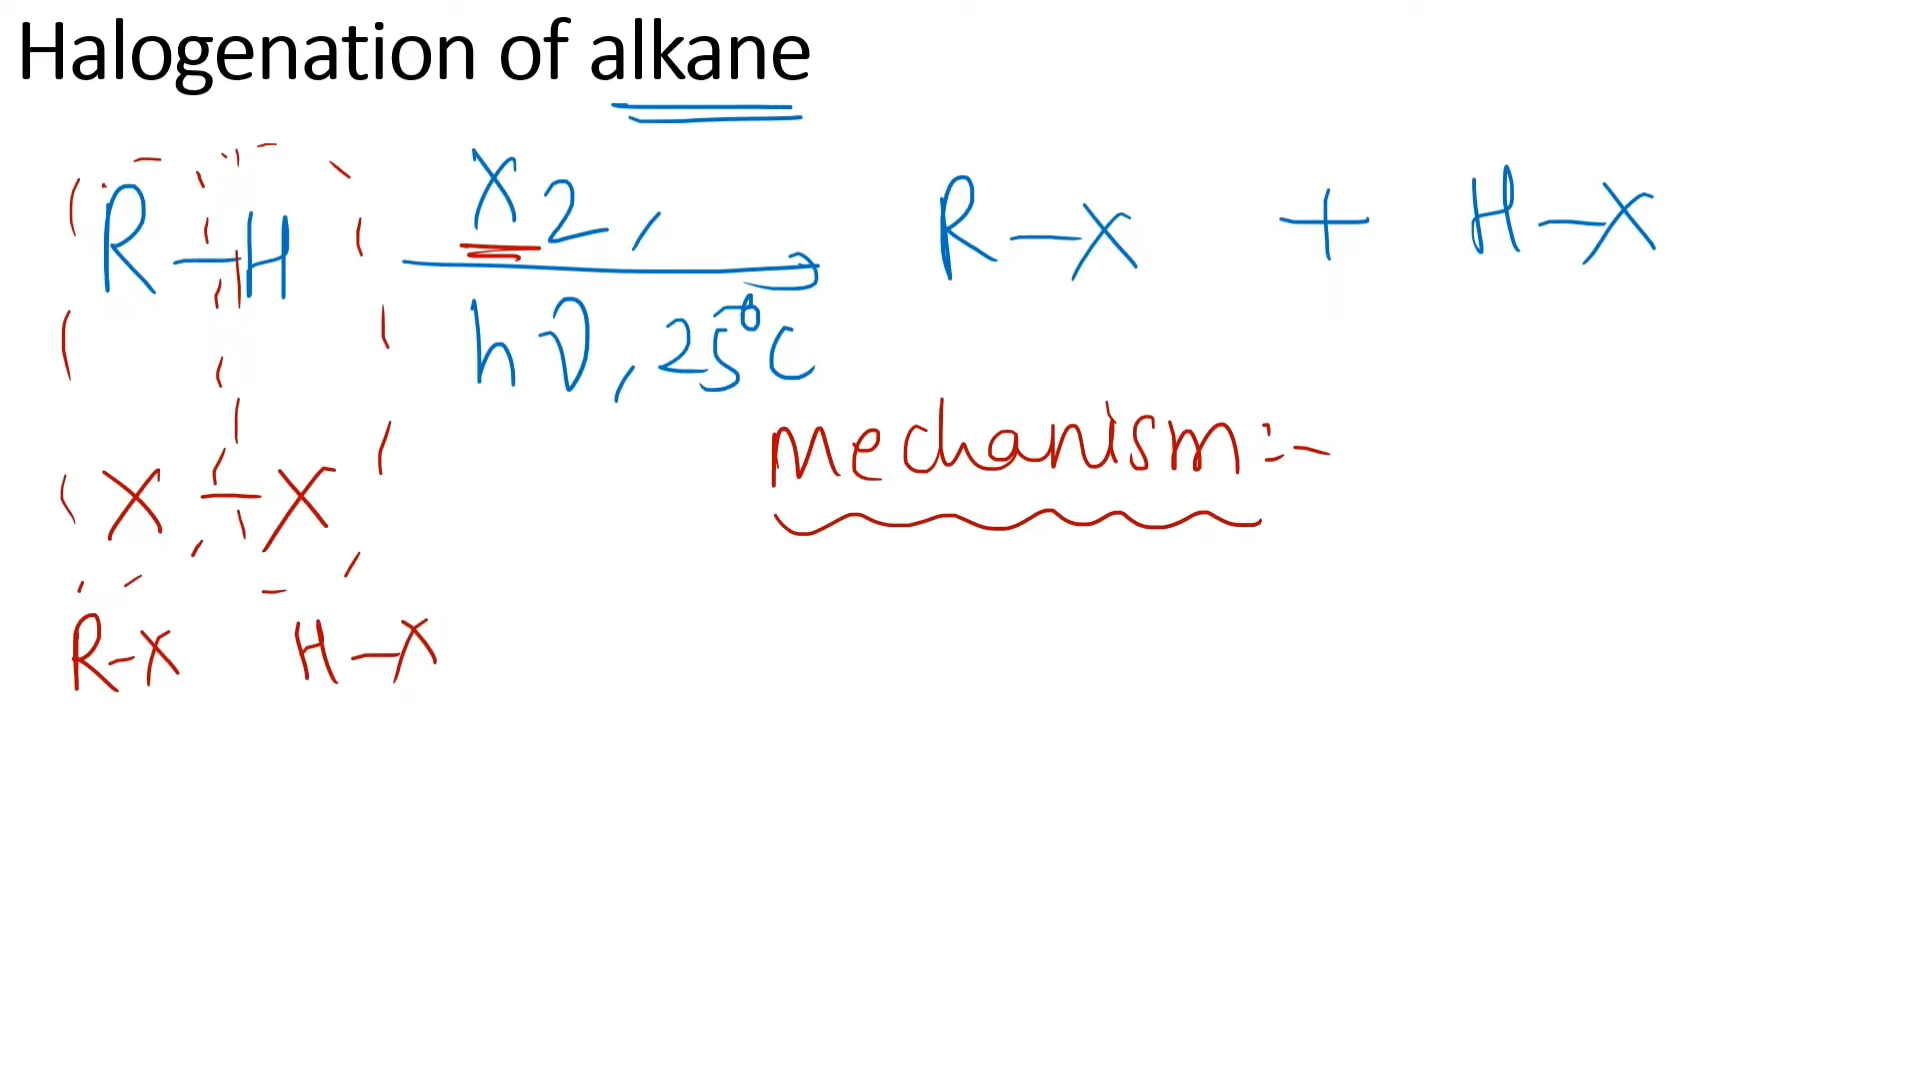 Halogenation of alkane
R-H X2, hν, 25°C R-X + H-X
Mechanism:-
X-X
R-X H-X